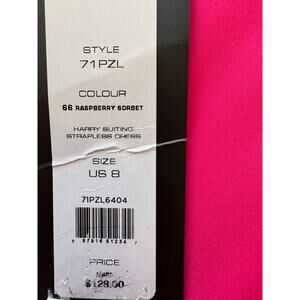 STYLE
71PZL
COLOUR
66 RASPBERRY SORBET
HARRY SUITING
STRAPLESS DRESS
SIZE
US 8
71PZL6404
PRICE
$128.00